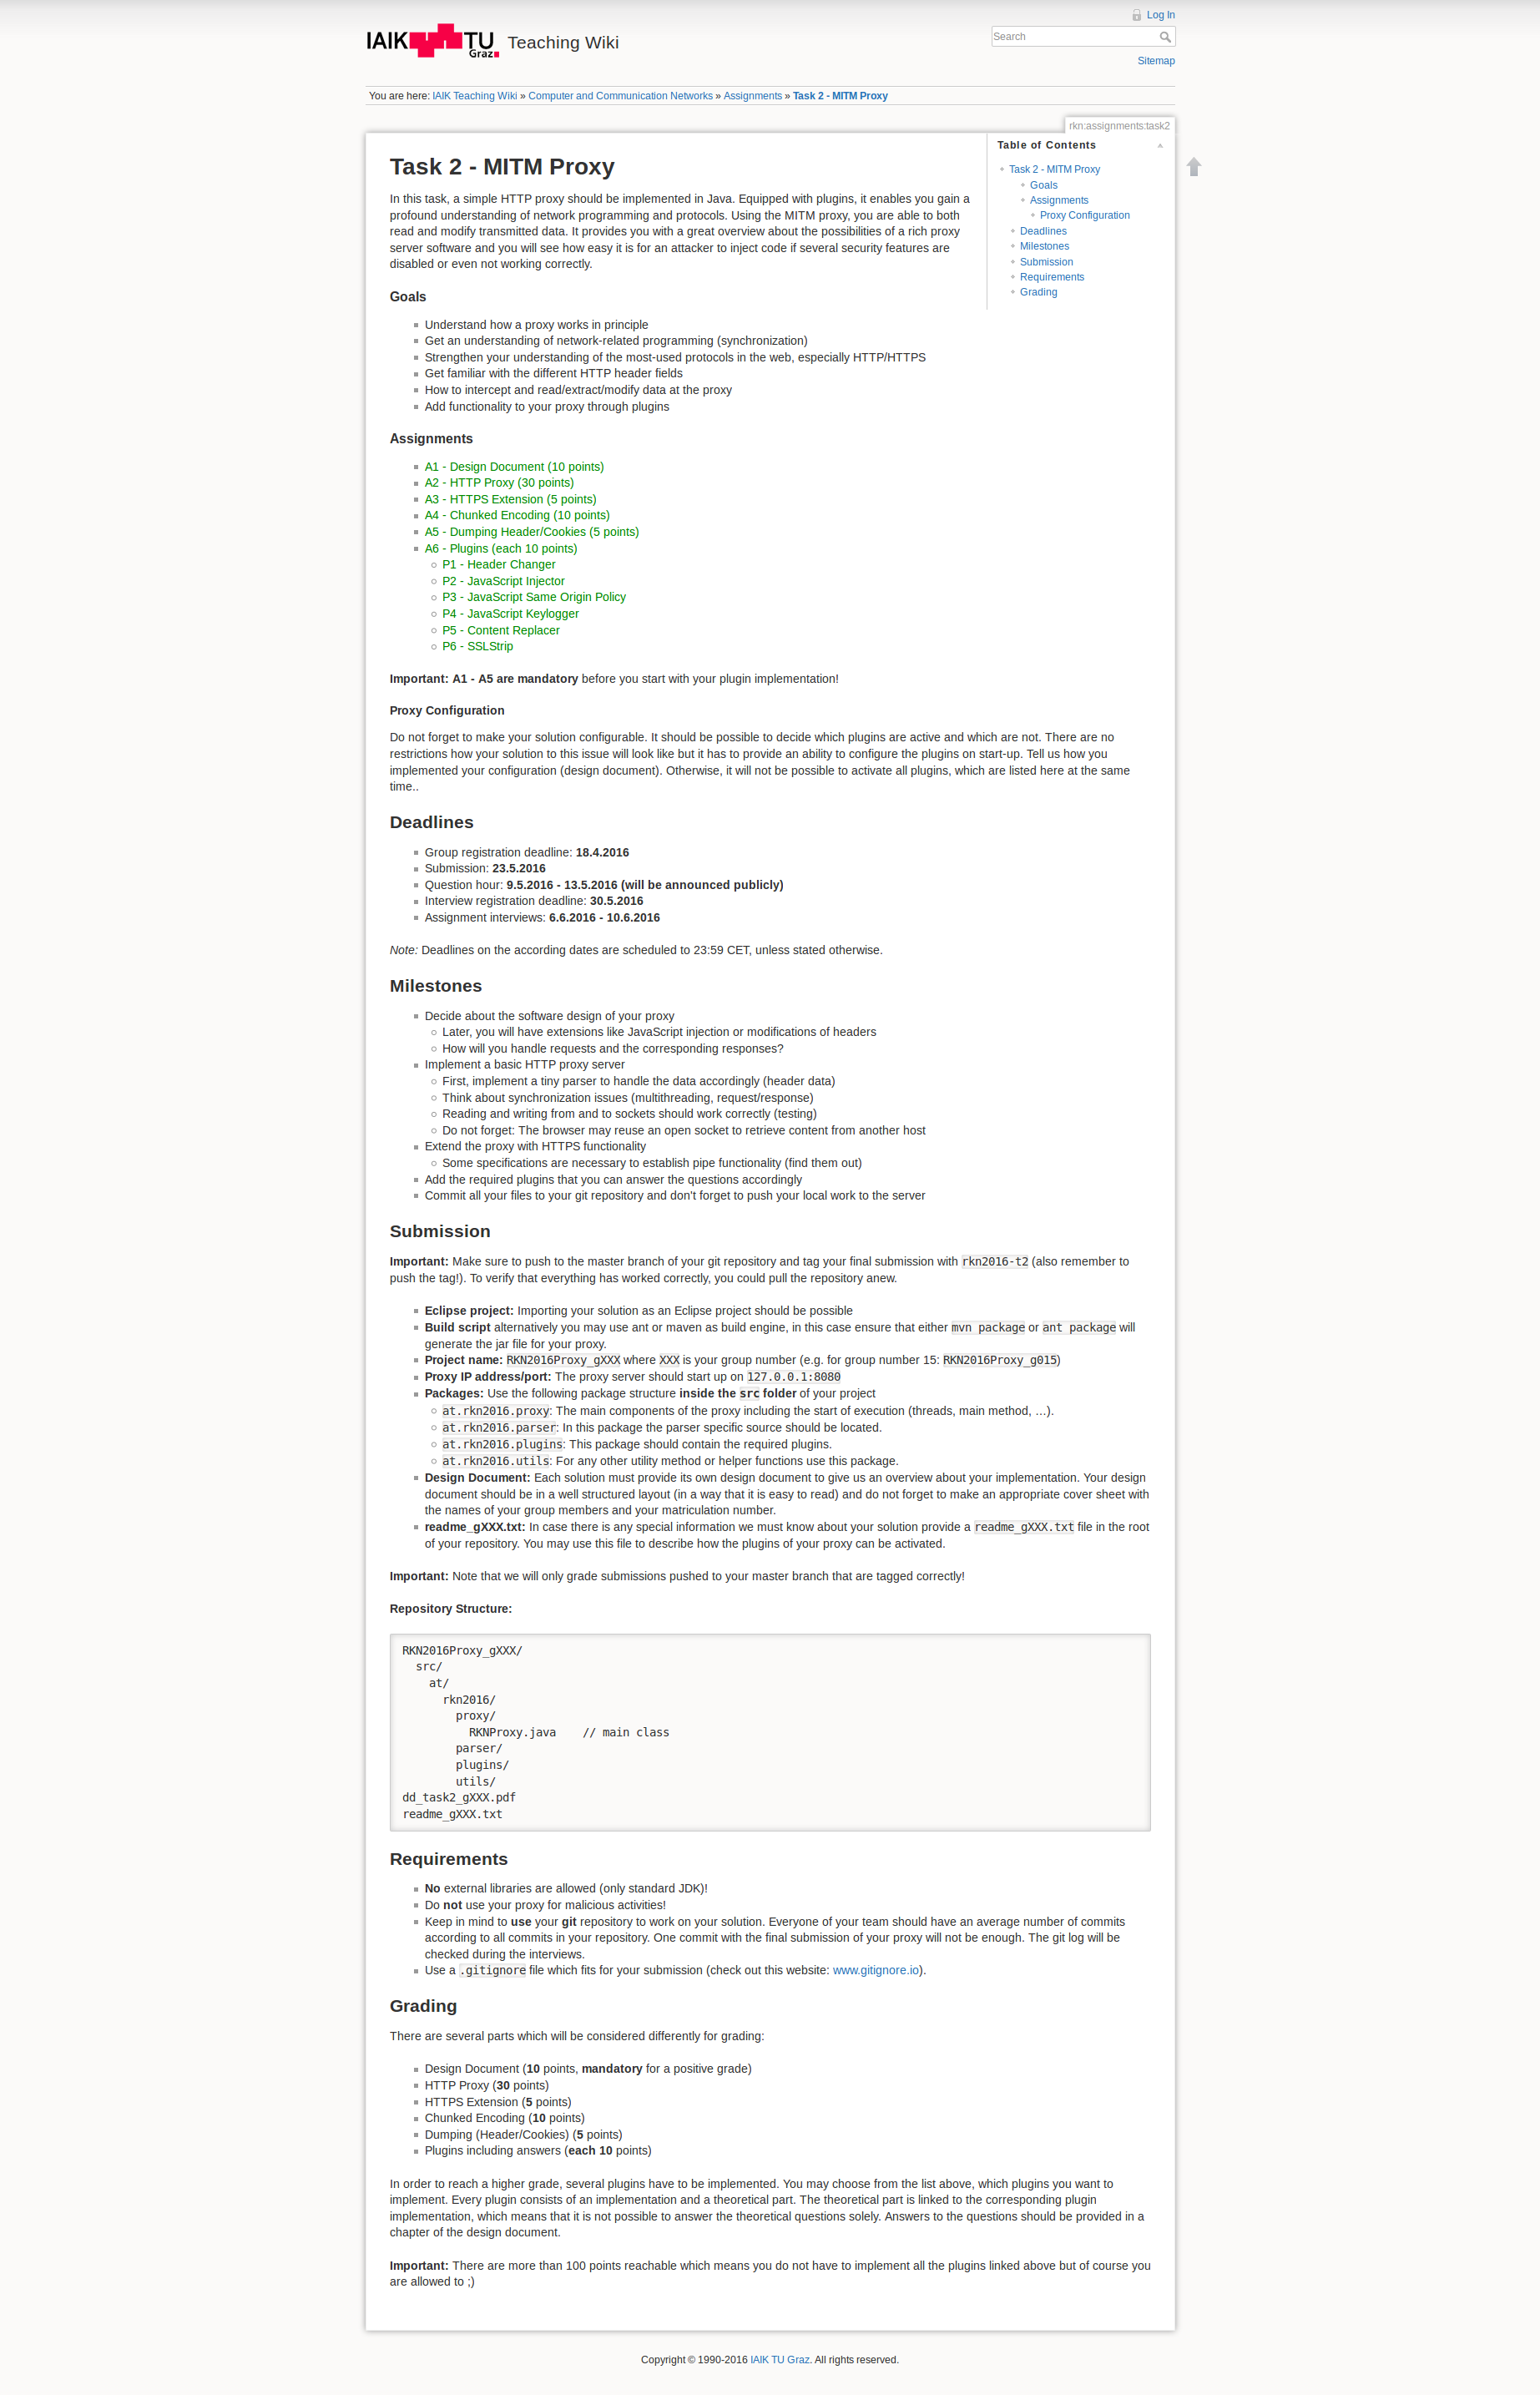 Log In
IAIK TU Graz
Teaching Wiki
Search
Sitemap
You are here: IAIK Teaching Wiki » Computer and Communication Networks » Assignments » Task 2 - MITM Proxy
rkn:assignments:task2
Table of Contents
Task 2 - MITM Proxy
Goals
Assignments
Proxy Configuration
Deadlines
Milestones
Submission
Requirements
Grading
Task 2 - MITM Proxy
In this task, a simple HTTP proxy should be implemented in Java. Equipped with plugins, it enables you gain a
profound understanding of network programming and protocols. Using the MITM proxy, you are able to both
read and modify transmitted data. It provides you with a great overview about the possibilities of a rich proxy
server software and you will see how easy it is for an attacker to inject code if several security features are
disabled or even not working correctly.
Goals
Understand how a proxy works in principle
Get an understanding of network-related programming (synchronization)
Strengthen your understanding of the most-used protocols in the web, especially HTTP/HTTPS
Get familiar with the different HTTP header fields
How to intercept and read/extract/modify data at the proxy
Add functionality to your proxy through plugins
Assignments
A1 - Design Document (10 points)
A2 - HTTP Proxy (30 points)
A3 - HTTPS Extension (5 points)
A4 - Chunked Encoding (10 points)
A5 - Dumping Header/Cookies (5 points)
A6 - Plugins (each 10 points)
P1 - Header Changer
P2 - JavaScript Injector
P3 - JavaScript Same Origin Policy
P4 - JavaScript Keylogger
P5 - Content Replacer
P6 - SSLStrip
Important: A1 - A5 are mandatory before you start with your plugin implementation!
Proxy Configuration
Do not forget to make your solution configurable. It should be possible to decide which plugins are active and which are not. There are no
restrictions how your solution to this issue will look like but it has to provide an ability to configure the plugins on start-up. Tell us how you
implemented your configuration (design document). Otherwise, it will not be possible to activate all plugins, which are listed here at the same
time..
Deadlines
Group registration deadline: 18.4.2016
Submission: 23.5.2016
Question hour: 9.5.2016 - 13.5.2016 (will be announced publicly)
Interview registration deadline: 30.5.2016
Assignment interviews: 6.6.2016 - 10.6.2016
Note: Deadlines on the according dates are scheduled to 23:59 CET, unless stated otherwise.
Milestones
Decide about the software design of your proxy
Later, you will have extensions like JavaScript injection or modifications of headers
How will you handle requests and the corresponding responses?
Implement a basic HTTP proxy server
First, implement a tiny parser to handle the data accordingly (header data)
Think about synchronization issues (multithreading, request/response)
Reading and writing from and to sockets should work correctly (testing)
Do not forget: The browser may reuse an open socket to retrieve content from another host
Extend the proxy with HTTPS functionality
Some specifications are necessary to establish pipe functionality (find them out)
Add the required plugins that you can answer the questions accordingly
Commit all your files to your git repository and don't forget to push your local work to the server
Submission
Important: Make sure to push to the master branch of your git repository and tag your final submission with rkn2016-t2 (also remember to
push the tag!). To verify that everything has worked correctly, you could pull the repository anew.
Eclipse project: Importing your solution as an Eclipse project should be possible
Build script alternatively you may use ant or maven as build engine, in this case ensure that either mvn package or ant package will
generate the jar file for your proxy.
Project name: RKN2016Proxy_gXXX where XXX is your group number (e.g. for group number 15: RKN2016Proxy_g015)
Proxy IP address/port: The proxy server should start up on 127.0.0.1:8080
Packages: Use the following package structure inside the src folder of your project
at.rkn2016.proxy: The main components of the proxy including the start of execution (threads, main method, …).
at.rkn2016.parser: In this package the parser specific source should be located.
at.rkn2016.plugins: This package should contain the required plugins.
at.rkn2016.utils: For any other utility method or helper functions use this package.
Design Document: Each solution must provide its own design document to give us an overview about your implementation. Your design
document should be in a well structured layout (in a way that it is easy to read) and do not forget to make an appropriate cover sheet with
the names of your group members and your matriculation number.
readme_gXXX.txt: In case there is any special information we must know about your solution provide a readme_gXXX.txt file in the root
of your repository. You may use this file to describe how the plugins of your proxy can be activated.
Important: Note that we will only grade submissions pushed to your master branch that are tagged correctly!
Repository Structure:
RKN2016Proxy_gXXX/
src/
at/
rkn2016/
proxy/
RKNProxy.java    // main class
parser/
plugins/
utils/
dd_task2_gXXX.pdf
readme_gXXX.txt
Requirements
No external libraries are allowed (only standard JDK)!
Do not use your proxy for malicious activities!
Keep in mind to use your git repository to work on your solution. Everyone of your team should have an average number of commits
according to all commits in your repository. One commit with the final submission of your proxy will not be enough. The git log will be
checked during the interviews.
Use a .gitignore file which fits for your submission (check out this website: www.gitignore.io).
Grading
There are several parts which will be considered differently for grading:
Design Document (10 points, mandatory for a positive grade)
HTTP Proxy (30 points)
HTTPS Extension (5 points)
Chunked Encoding (10 points)
Dumping (Header/Cookies) (5 points)
Plugins including answers (each 10 points)
In order to reach a higher grade, several plugins have to be implemented. You may choose from the list above, which plugins you want to
implement. Every plugin consists of an implementation and a theoretical part. The theoretical part is linked to the corresponding plugin
implementation, which means that it is not possible to answer the theoretical questions solely. Answers to the questions should be provided in a
chapter of the design document.
Important: There are more than 100 points reachable which means you do not have to implement all the plugins linked above but of course you
are allowed to ;)
Copyright © 1990-2016 IAIK TU Graz. All rights reserved.